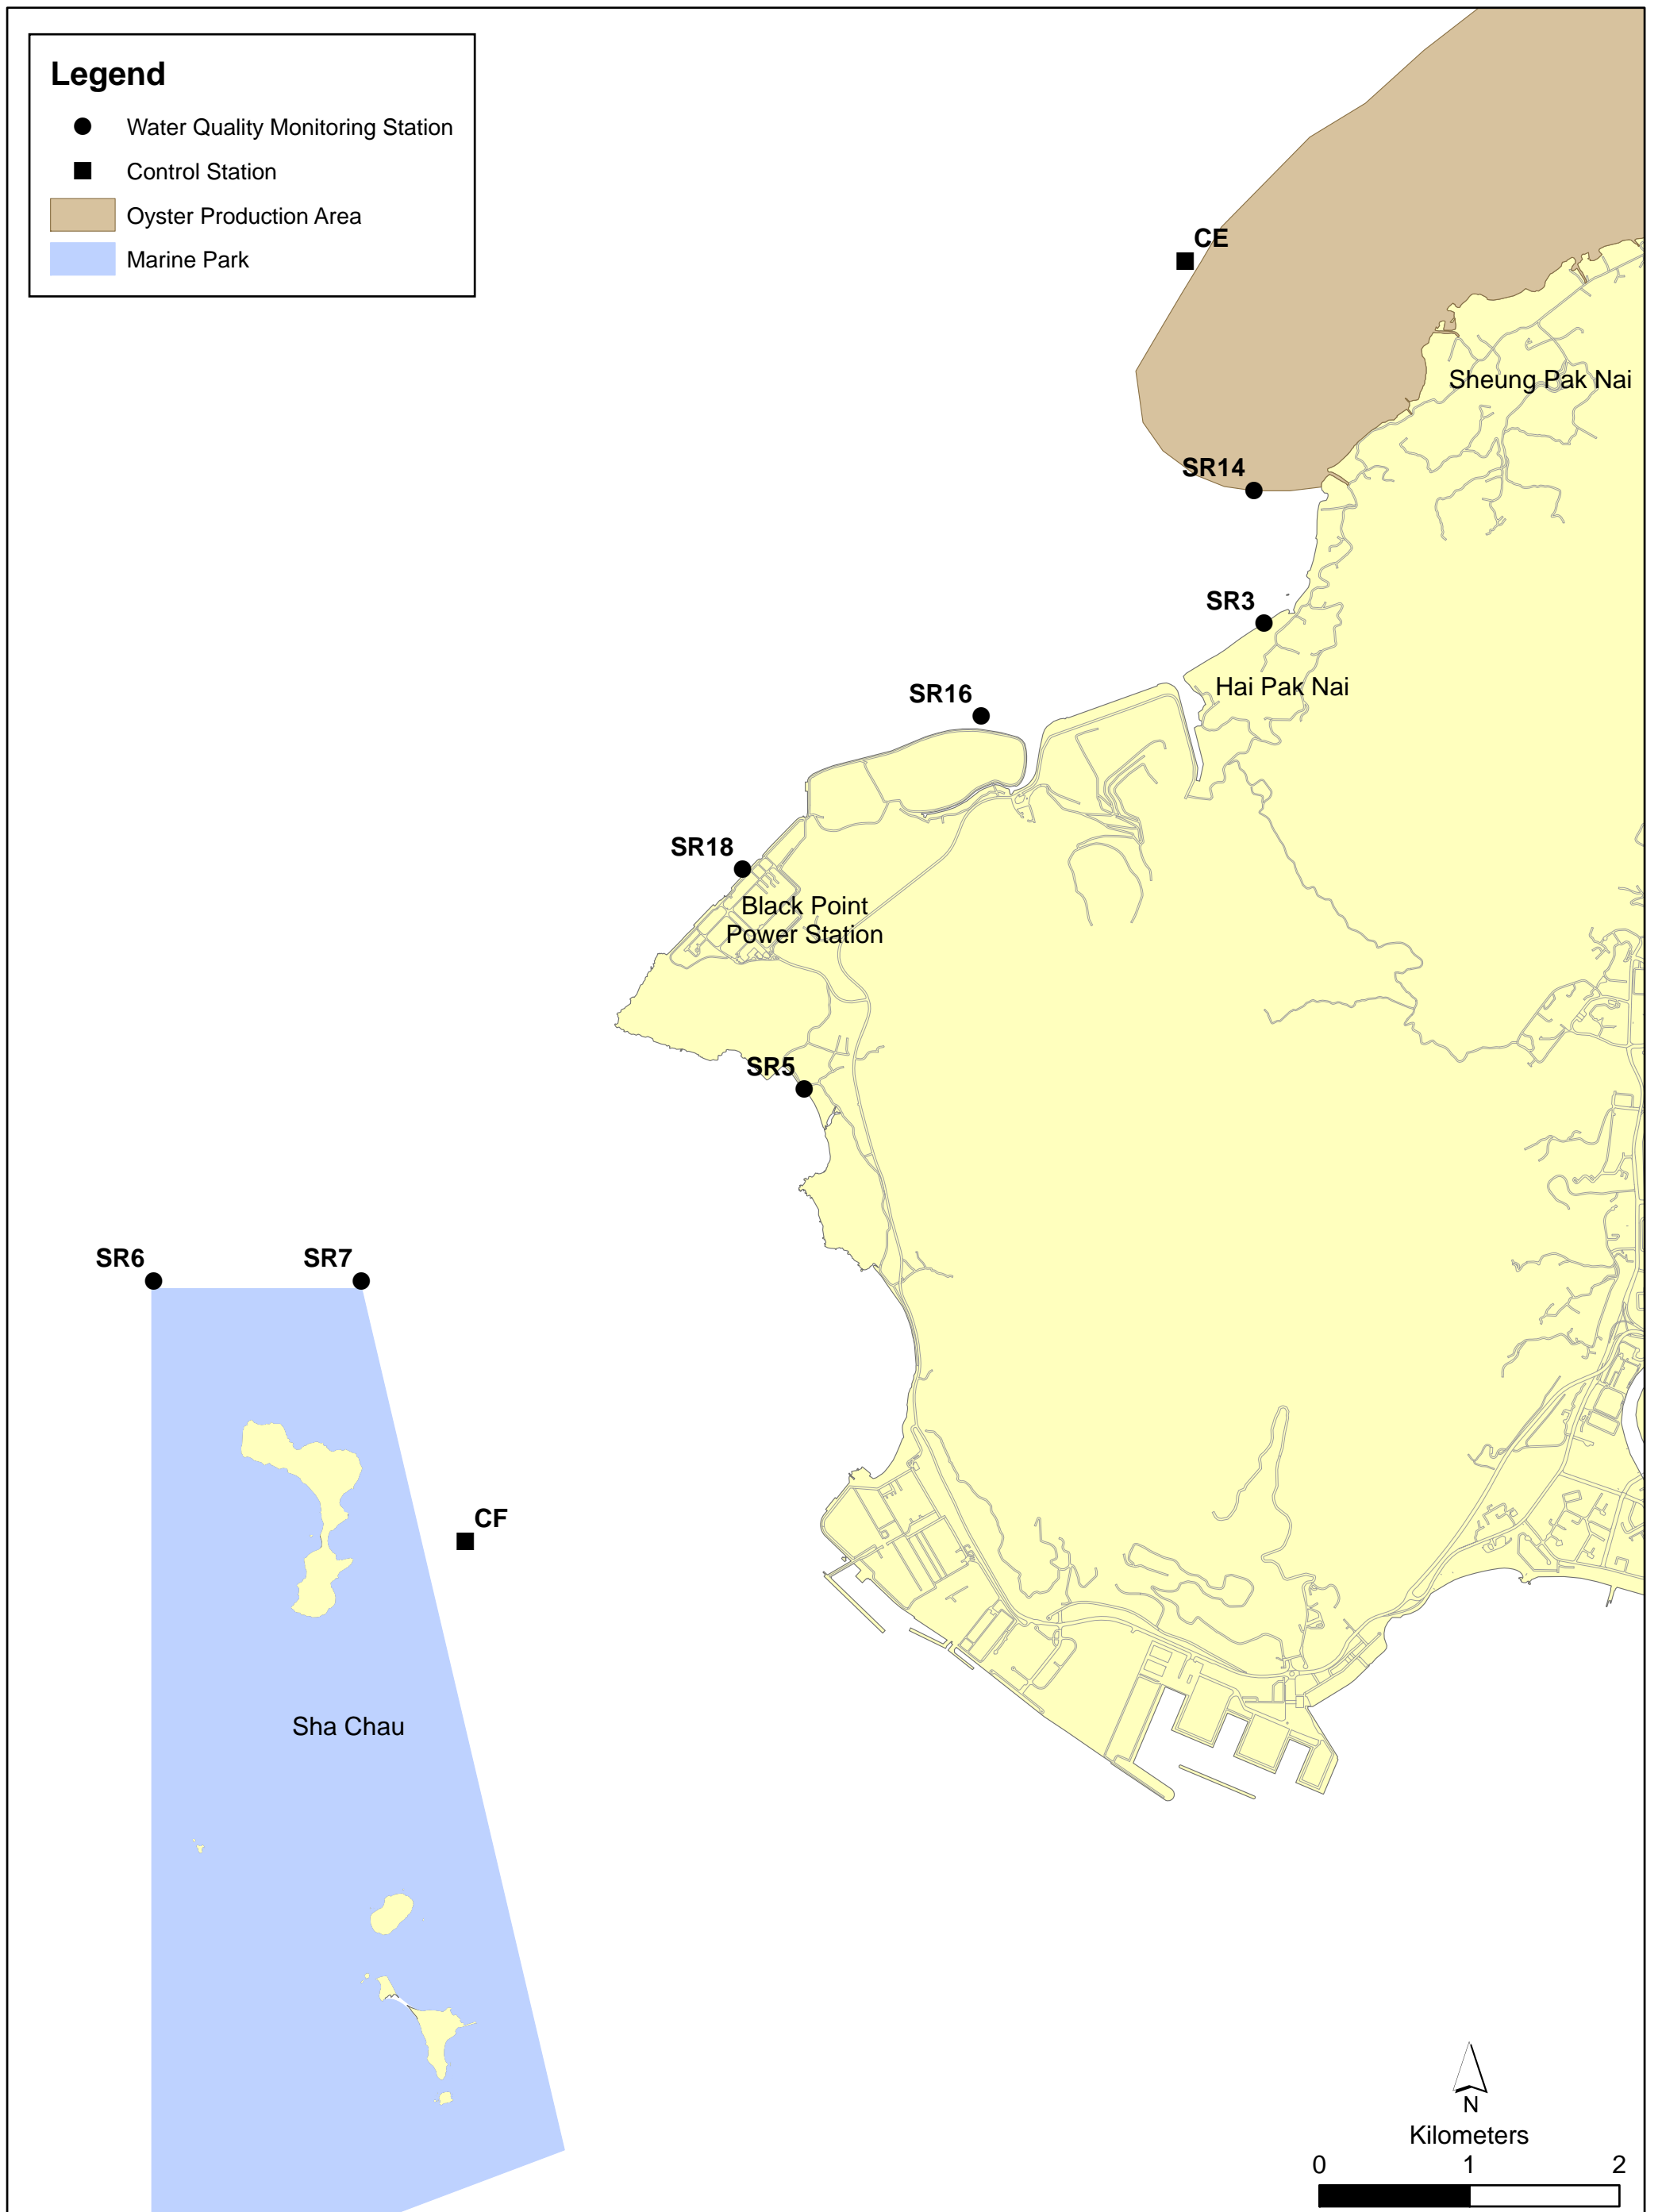 Legend
Water Quality Monitoring Station
Control Station
Oyster Production Area
Marine Park
CE
Sheung Pak Nai
SR14
SR3
Hai Pak Nai
SR16
SR18
Black Point
Power Station
SR5
SR6
SR7
CF
Sha Chau
N
Kilometers
0 1 2